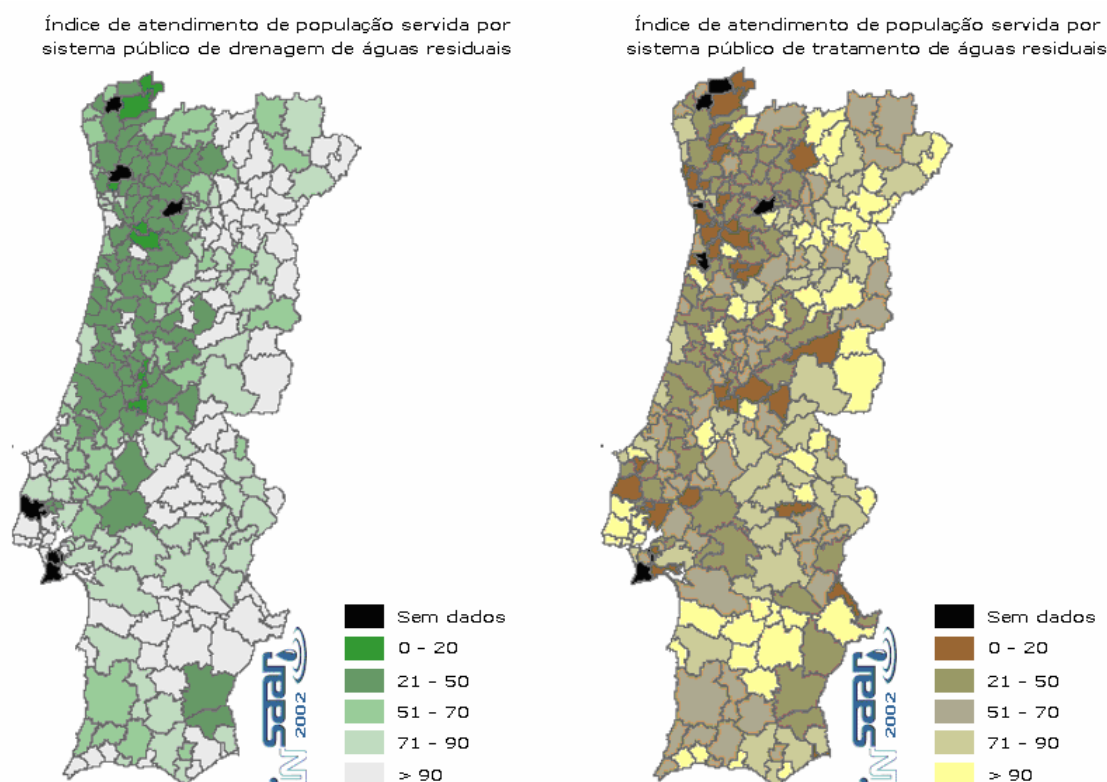 Índice de atendimento de população servida por
sistema público de drenagem de águas residuais
Sem dados
0 - 20
21 - 50
51 - 70
71 - 90
> 90
2002
Índice de atendimento de população servida por
sistema público de tratamento de águas residuais
Sem dados
0 - 20
21 - 50
51 - 70
71 - 90
> 90
2002